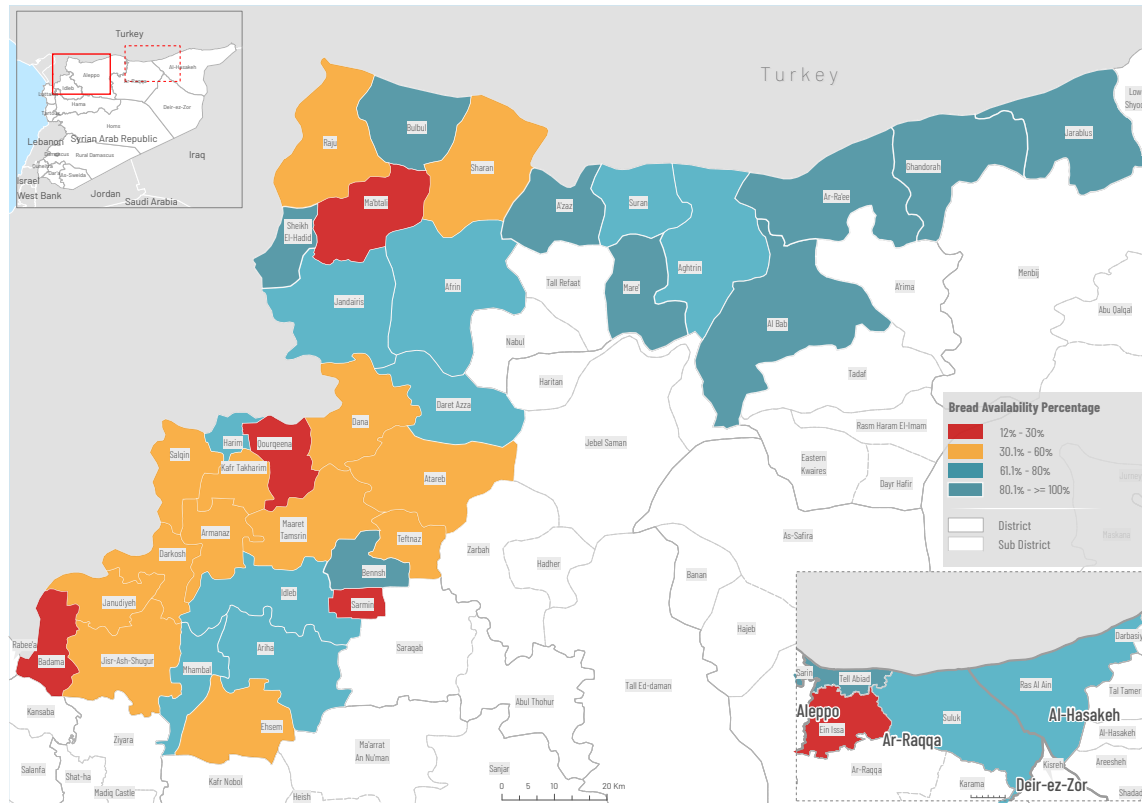 Turkey
Aleppo
Al-Hasakeh
Idleb
Hama
Deir-ez-Zor
Homs
Syrian Arab Republic
Lebanon
Rural Damascus
Iraq
As-Sweida
Israel
West Bank
Jordan
Saudi Arabia
Turkey
Raju
Bulbul
Sharan
Ma'btali
Sheikh
El-Hadid
A'zaz
Suran
Ar-Ra'ee
Ghandorah
Jarablus
Jandairis
Afrin
Tall Refaat
Mare'
Aghtrin
Al Bab
A'rima
Menbij
Abu Qalqal
Nabul
Haritan
Tadaf
Daret Azza
Dana
Jebel Saman
Rasm Haram El-Imam
Eastern
Kwaires
Dayr Hafir
Harim
Qourqeena
Salqin
Kafr Takharim
Atareb
Armanaz
Maaret
Tamsrin
Teftnaz
Zarbah
Hadher
As-Safira
Banan
Hajeb
Darkosh
Bennsh
Idleb
Sarmin
Janudiyeh
Rabee'a
Badama
Jisr-Ash-Shugur
Mhambal
Ariha
Saraqab
Tall Ed-daman
Abul Thohur
Kansaba
Ziyara
Ehsem
Ma'arrat
An Nu'man
Salanfa
Shat-ha
Madiq Castle
Kafr Nobol
Heish
Sanjar
0 5 10 20 Km
Bread Availability Percentage
12% - 30%
30.1% - 60%
61.1% - 80%
80.1% - >= 100%
District
Sub District
Sarin
Tell Abiad
Aleppo
Ein Issa
Suluk
Ar-Raqqa
Ar-Raqqa
Karama
Ras Al Ain
Al-Hasakeh
Tal Tamer
Al-Hasakeh
Areesheh
Kisreh
Deir-ez-Zor